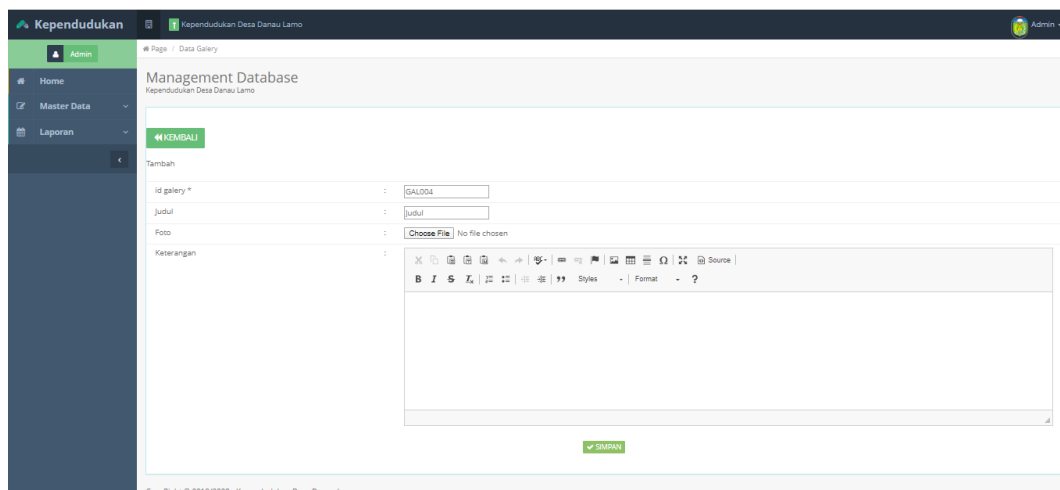 Kependudukan
Kependudukan Desa Danau Lamo
Admin
Admin
Page / Data Galery
Home
Master Data
Laporan
Management Database
Kependudukan Desa Danau Lamo
KEMBALI
Tambah
id galery * : GAL004
Judul : Judul
Foto : Choose File No file chosen
Keterangan :
Source
B I S Ix Styles Format ?
SIMPAN